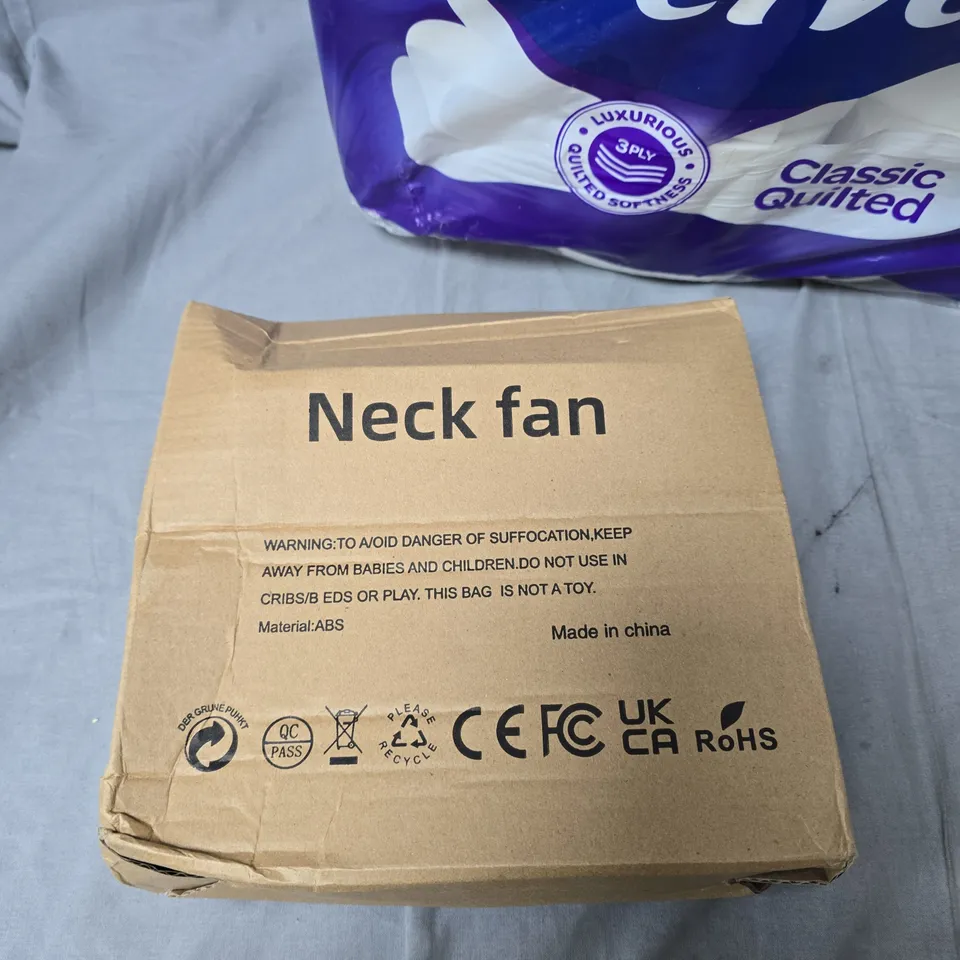 LUXURIOUS
3PLY
QUILTED SOFTNESS
Classic
Quilted
Neck fan
WARNING:TO A/OID DANGER OF SUFFOCATION,KEEP
AWAY FROM BABIES AND CHILDREN.DO NOT USE IN
CRIBS/B EDS OR PLAY. THIS BAG IS NOT A TOY.
Material:ABS
Made in china
DER GRUNE PUHKT
QC
PASS
PLEASE
RECYCLE
CE
FC
UK
CA
RoHS